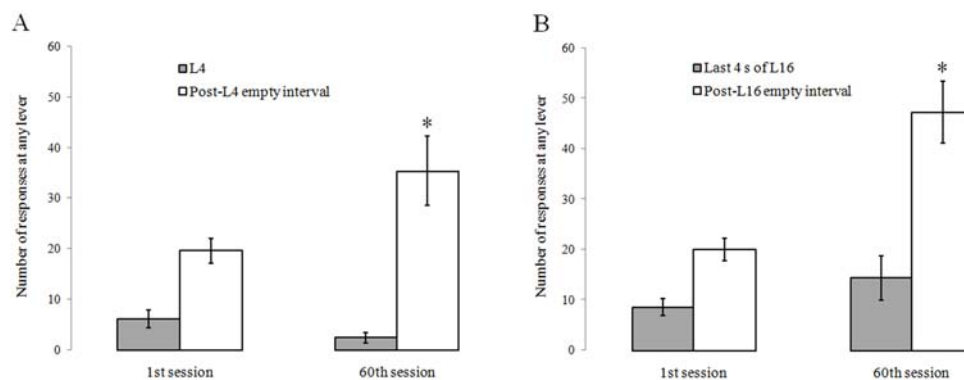 A
Number of responses at any lever
60
50
40
30
20
10
0
L4
Post-L4 empty interval
*
1st session
60th session
B
Number of responses at any lever
60
50
40
30
20
10
0
Last 4 s of L16
Post-L16 empty interval
*
1st session
60th session